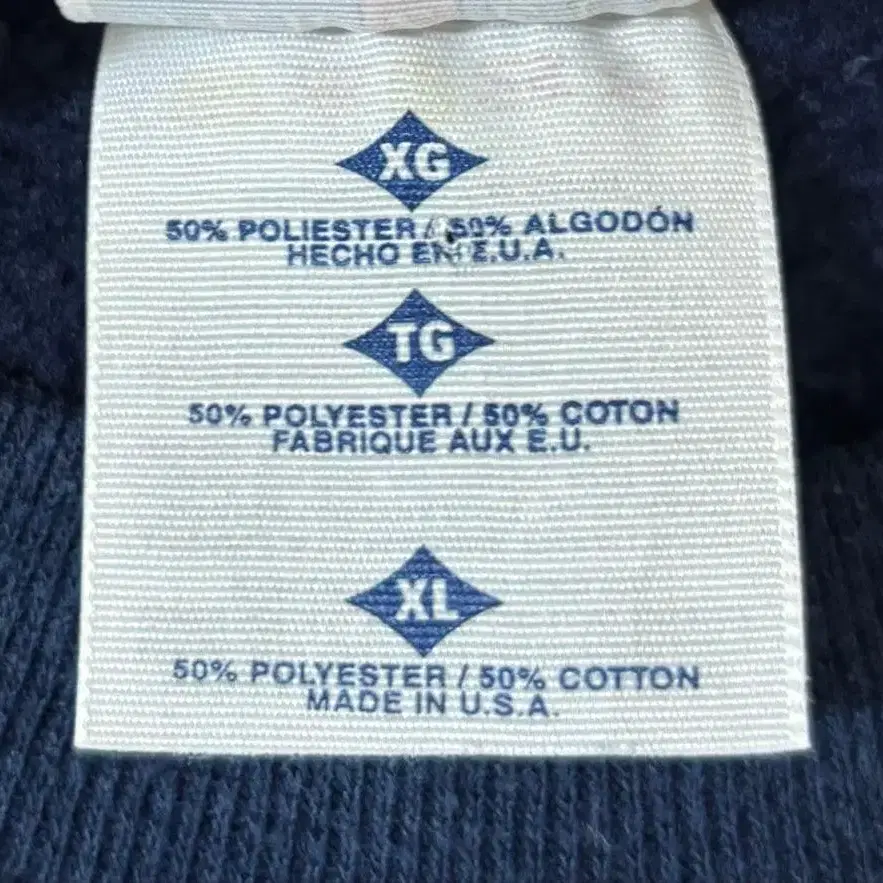 XG
50% POLIESTER / 50% ALGODÓN
HECHO EN E.U.A.
TG
50% POLYESTER / 50% COTON
FABRIQUE AUX E.U.
XL
50% POLYESTER / 50% COTTON
MADE IN U.S.A.